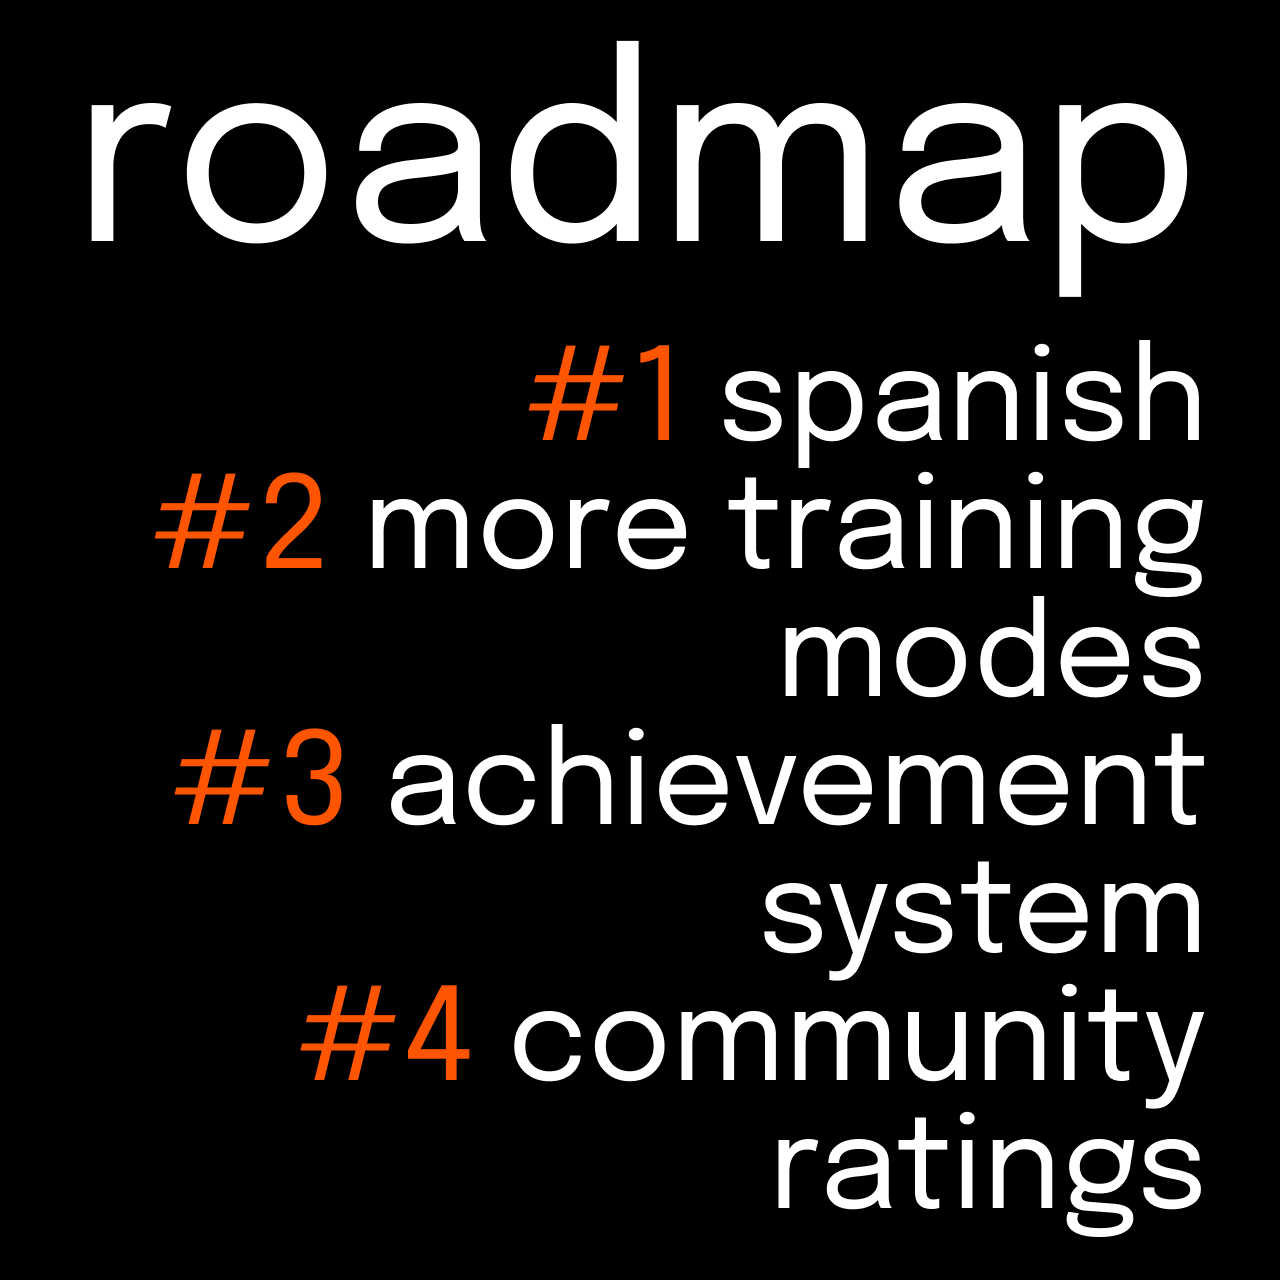 roadmap
#1 spanish
#2 more training
modes
#3 achievement
system
#4 community
ratings